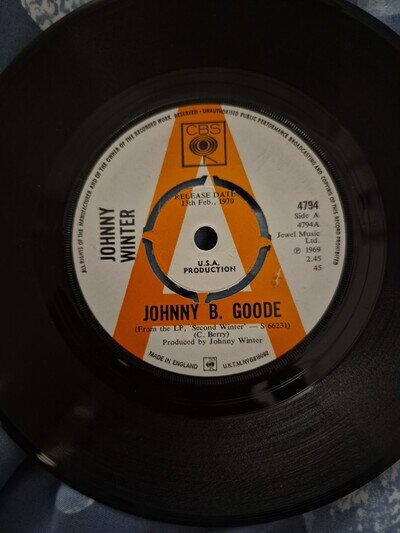 ALL RIGHTS OF THE MANUFACTURER AND OF THE OWNER OF THE RECORDED WORK RESERVED - UNAUTHORISED PUBLIC PERFORMANCE BROADCASTING AND COPYING OF THIS RECORD PROHIBITED
CBS
RELEASE DATE
13th Feb., 1970
4794
Side A
4794A
Jewel Music
Ltd.
℗ 1969
2.45
45
JOHNNY
WINTER
U.S.A.
PRODUCTION
JOHNNY B. GOODE
(From the LP, 'Second Winter' — S 66231)
(C. Berry)
Produced by Johnny Winter
MADE IN ENGLAND